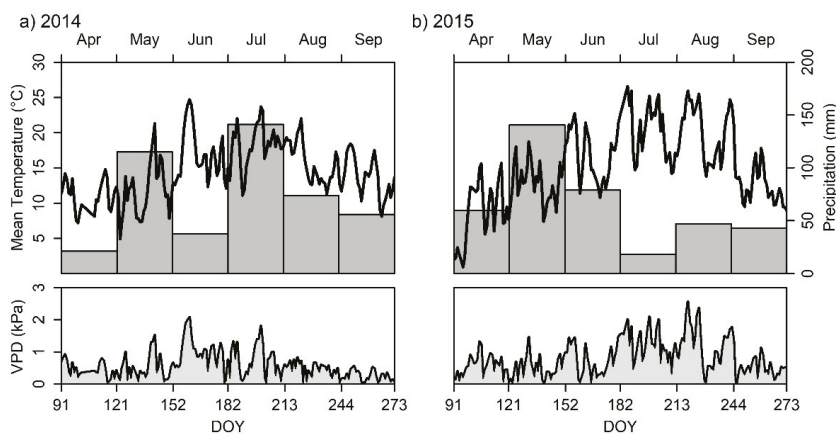 a) 2014
Apr May Jun Jul Aug Sep
30
25
20
15
10
5
Mean Temperature (°C)
b) 2015
Apr May Jun Jul Aug Sep
200
150
100
50
0
Precipitation (mm)
3
2
1
0
VPD (kPa)
91 121 152 182 213 244 273
DOY
91 121 152 182 213 244 273
DOY